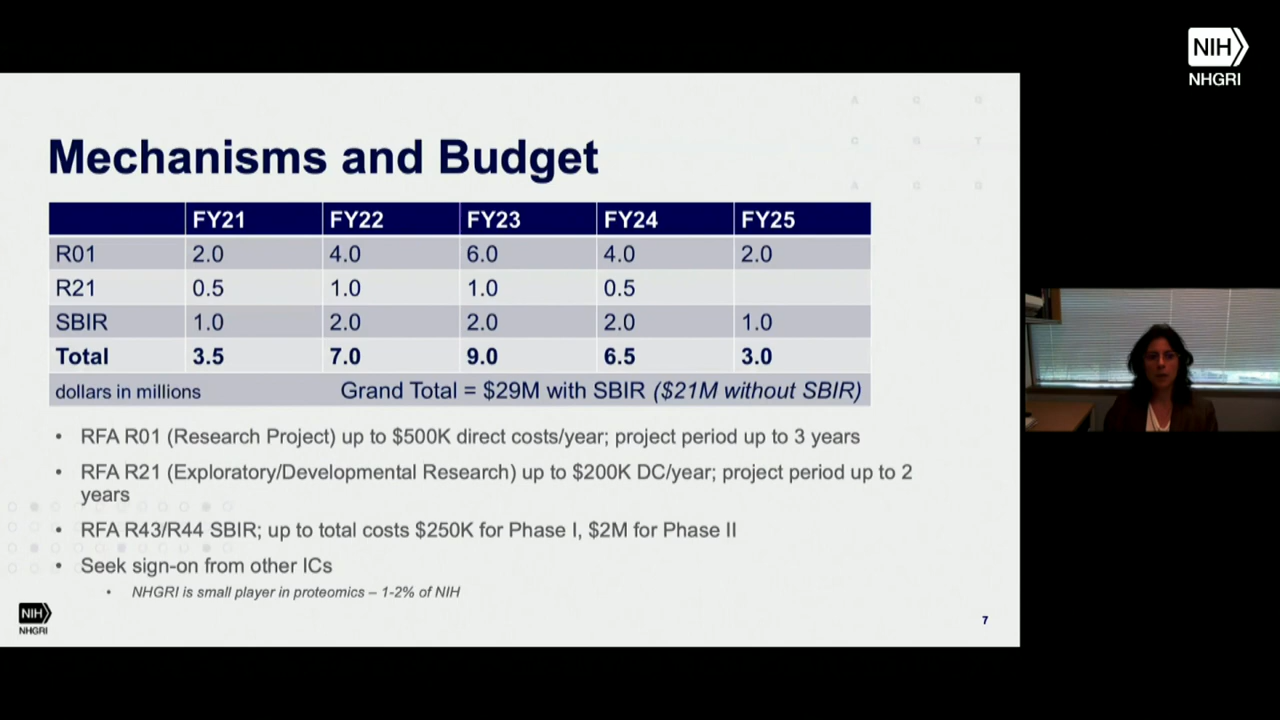 NIH
NHGRI
Mechanisms and Budget
FY21 FY22 FY23 FY24 FY25
R01 2.0 4.0 6.0 4.0 2.0
R21 0.5 1.0 1.0 0.5
SBIR 1.0 2.0 2.0 2.0 1.0
Total 3.5 7.0 9.0 6.5 3.0
dollars in millions Grand Total = $29M with SBIR ($21M without SBIR)
• RFA R01 (Research Project) up to $500K direct costs/year; project period up to 3 years
• RFA R21 (Exploratory/Developmental Research) up to $200K DC/year; project period up to 2
years
• RFA R43/R44 SBIR; up to total costs $250K for Phase I, $2M for Phase II
• Seek sign-on from other ICs
• NHGRI is small player in proteomics – 1-2% of NIH
NIH
NHGRI
7